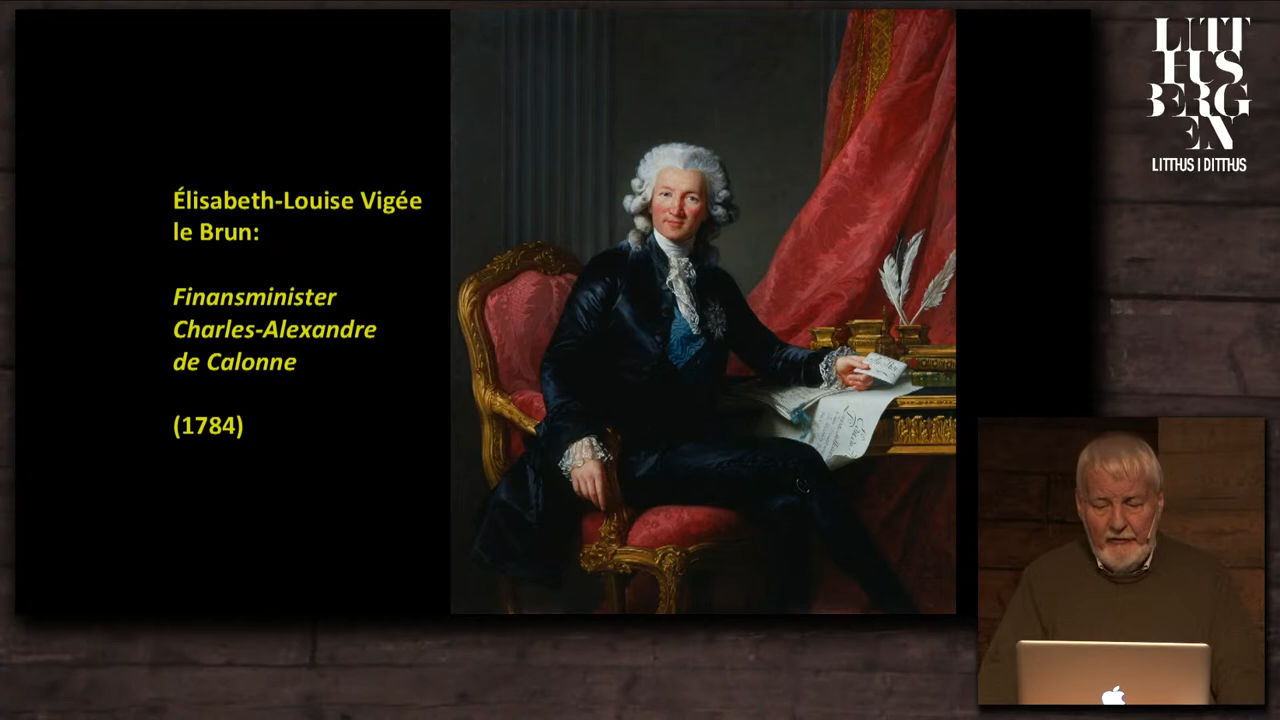 Élisabeth-Louise Vigée
le Brun:
Finansminister
Charles-Alexandre
de Calonne
(1784)
LITT
HUS
BERG
EN
LITTHUS I DITTHUS